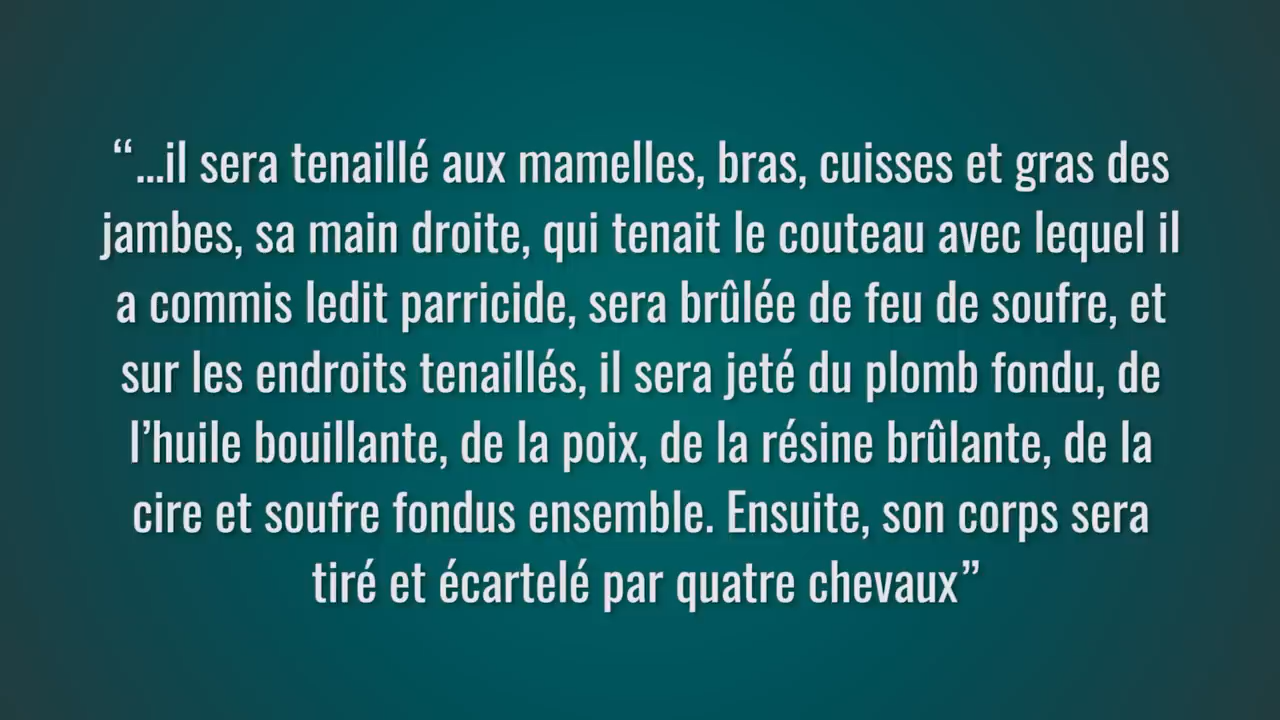 “...il sera tenaillé aux mamelles, bras, cuisses et gras des
jambes, sa main droite, qui tenait le couteau avec lequel il
a commis ledit parricide, sera brûlée de feu de soufre, et
sur les endroits tenaillés, il sera jeté du plomb fondu, de
l’huile bouillante, de la poix, de la résine brûlante, de la
cire et soufre fondus ensemble. Ensuite, son corps sera
tiré et écartelé par quatre chevaux”